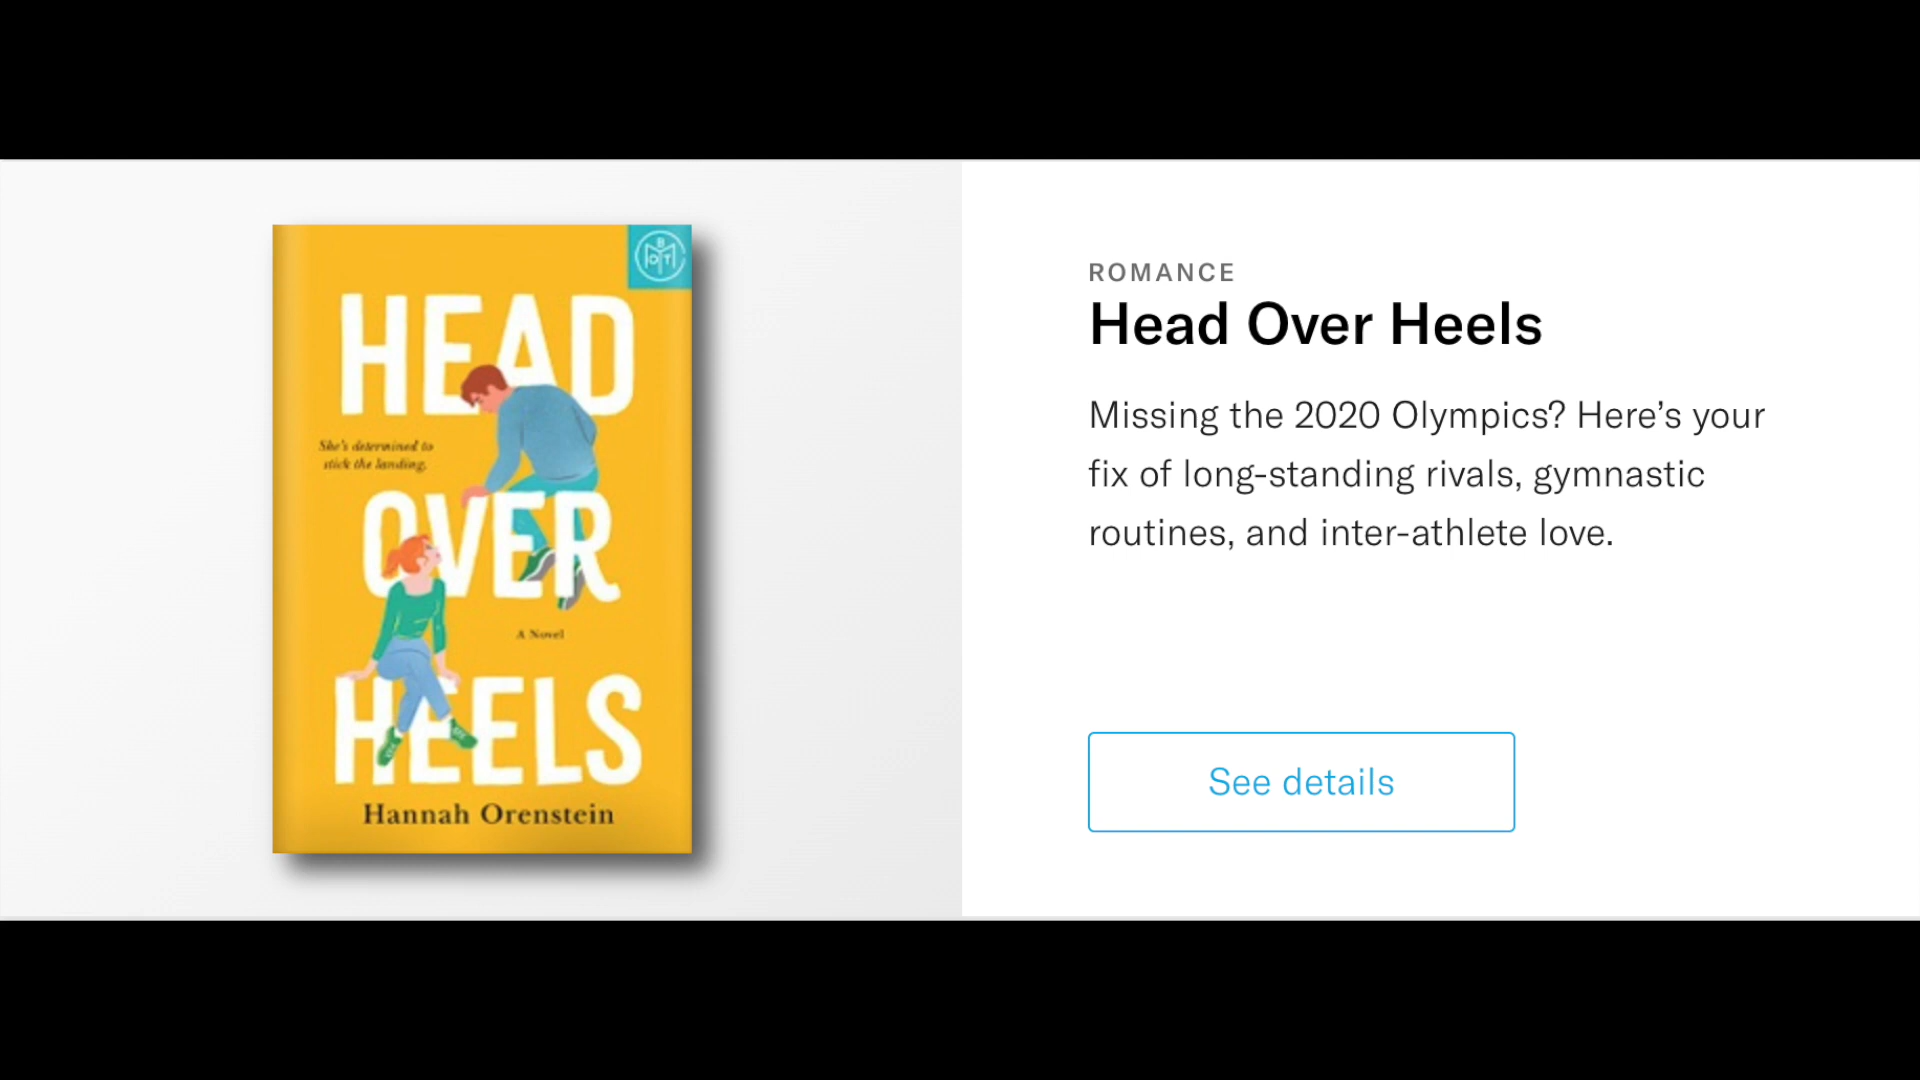 BOTM
HEAD
She's determined to
stick the landing.
OVER
A Novel
HEELS
Hannah Orenstein
ROMANCE
Head Over Heels
Missing the 2020 Olympics? Here’s your
fix of long-standing rivals, gymnastic
routines, and inter-athlete love.
See details